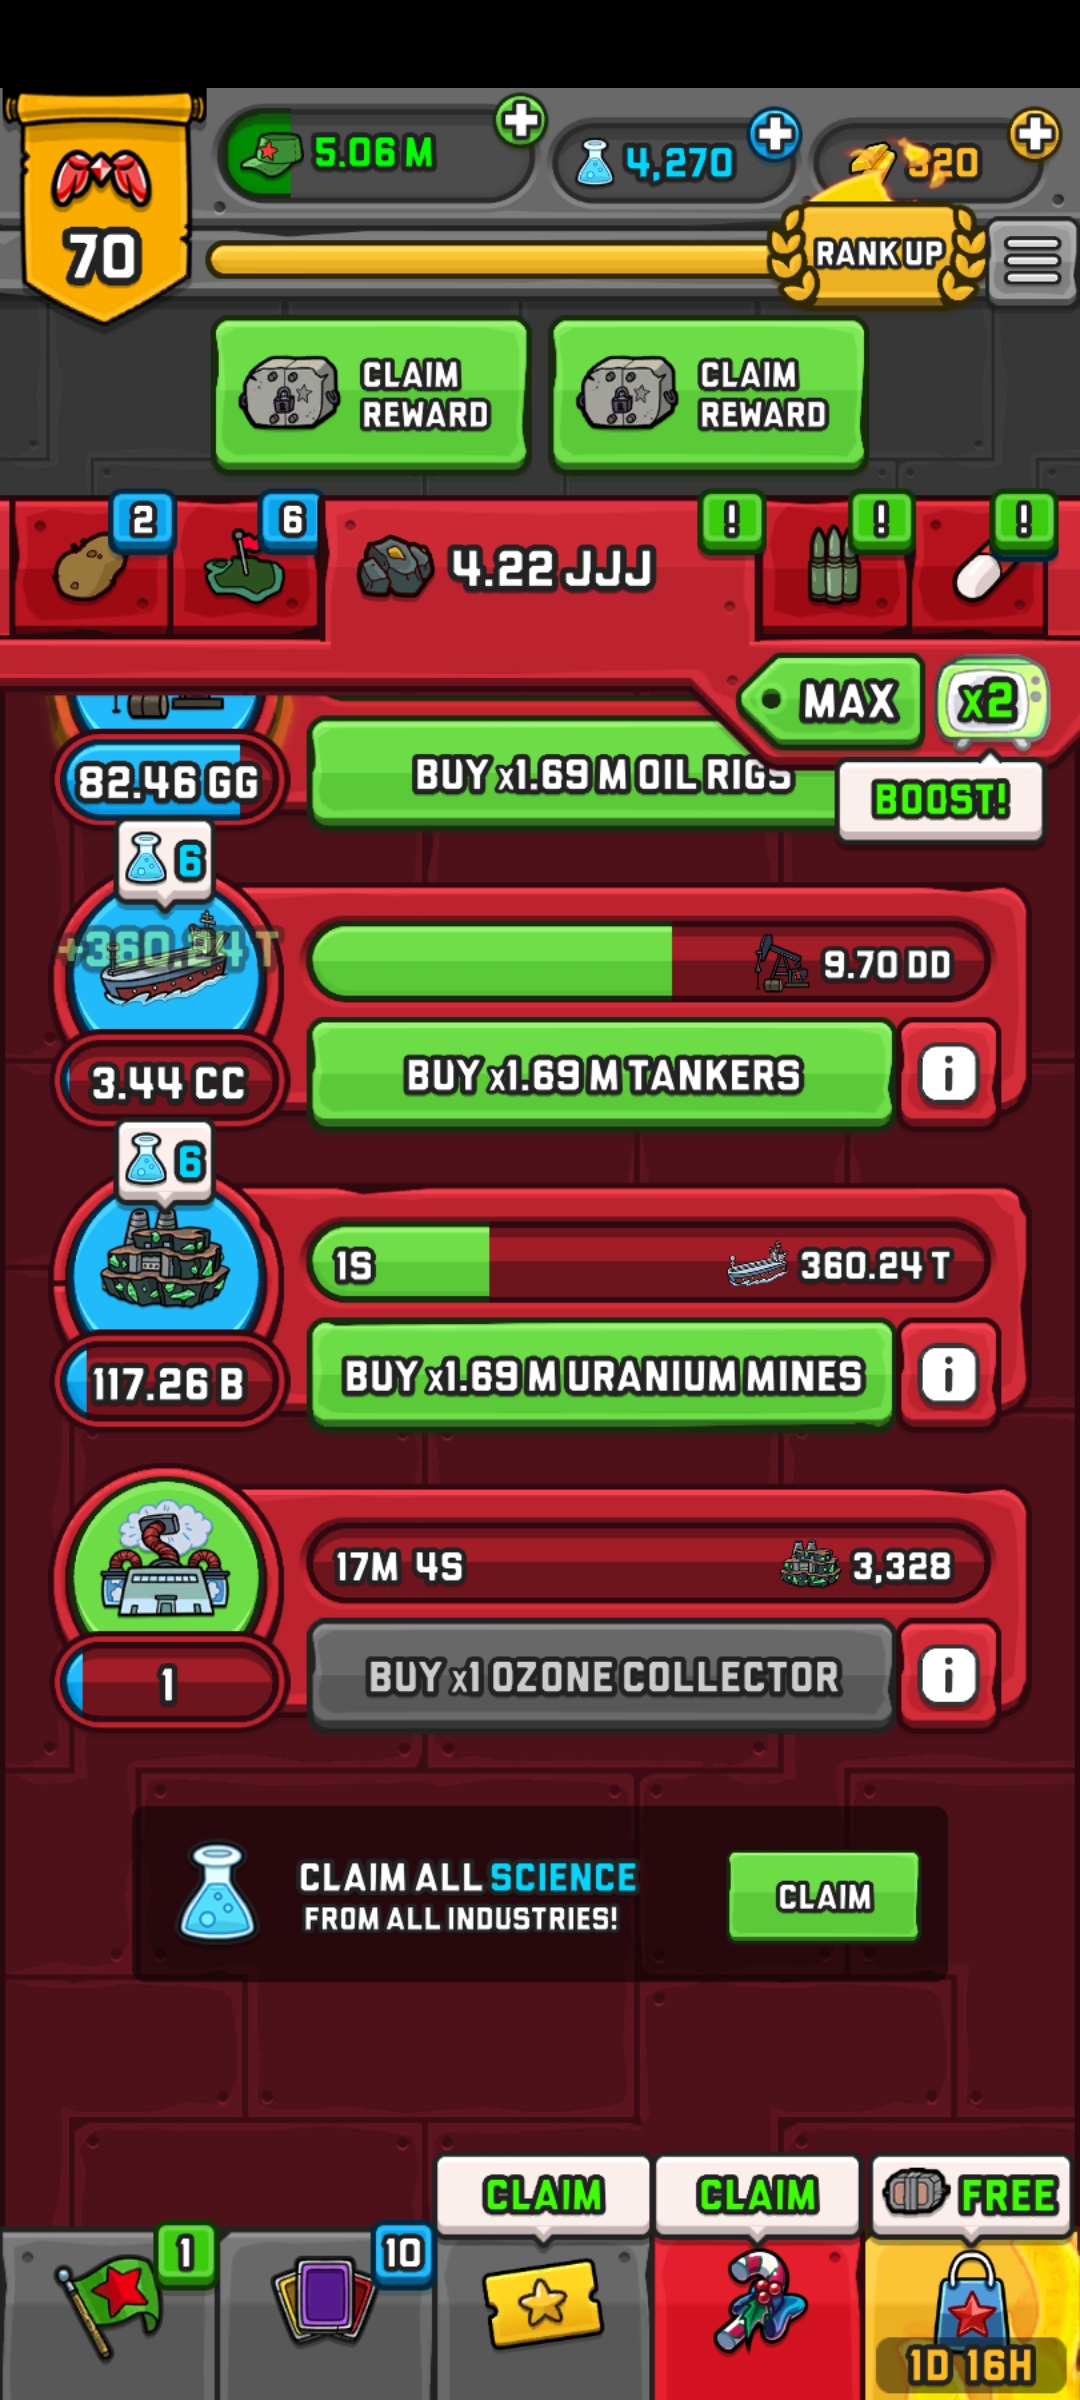 70
5.06 M
4,270
320
RANK UP
CLAIM
REWARD
CLAIM
REWARD
2
6
4.22 JJJ
!
!
!
MAX
x2
BOOST!
82.46 GG
BUY x1.69 M OIL RIGS
6
+360.24 T
9.70 DD
3.44 CC
BUY x1.69 M TANKERS
i
6
1S
360.24 T
117.26 B
BUY x1.69 M URANIUM MINES
i
17M 4S
3,328
1
BUY x1 OZONE COLLECTOR
i
CLAIM ALL SCIENCE
FROM ALL INDUSTRIES!
CLAIM
CLAIM
CLAIM
FREE
1
10
1D 16H